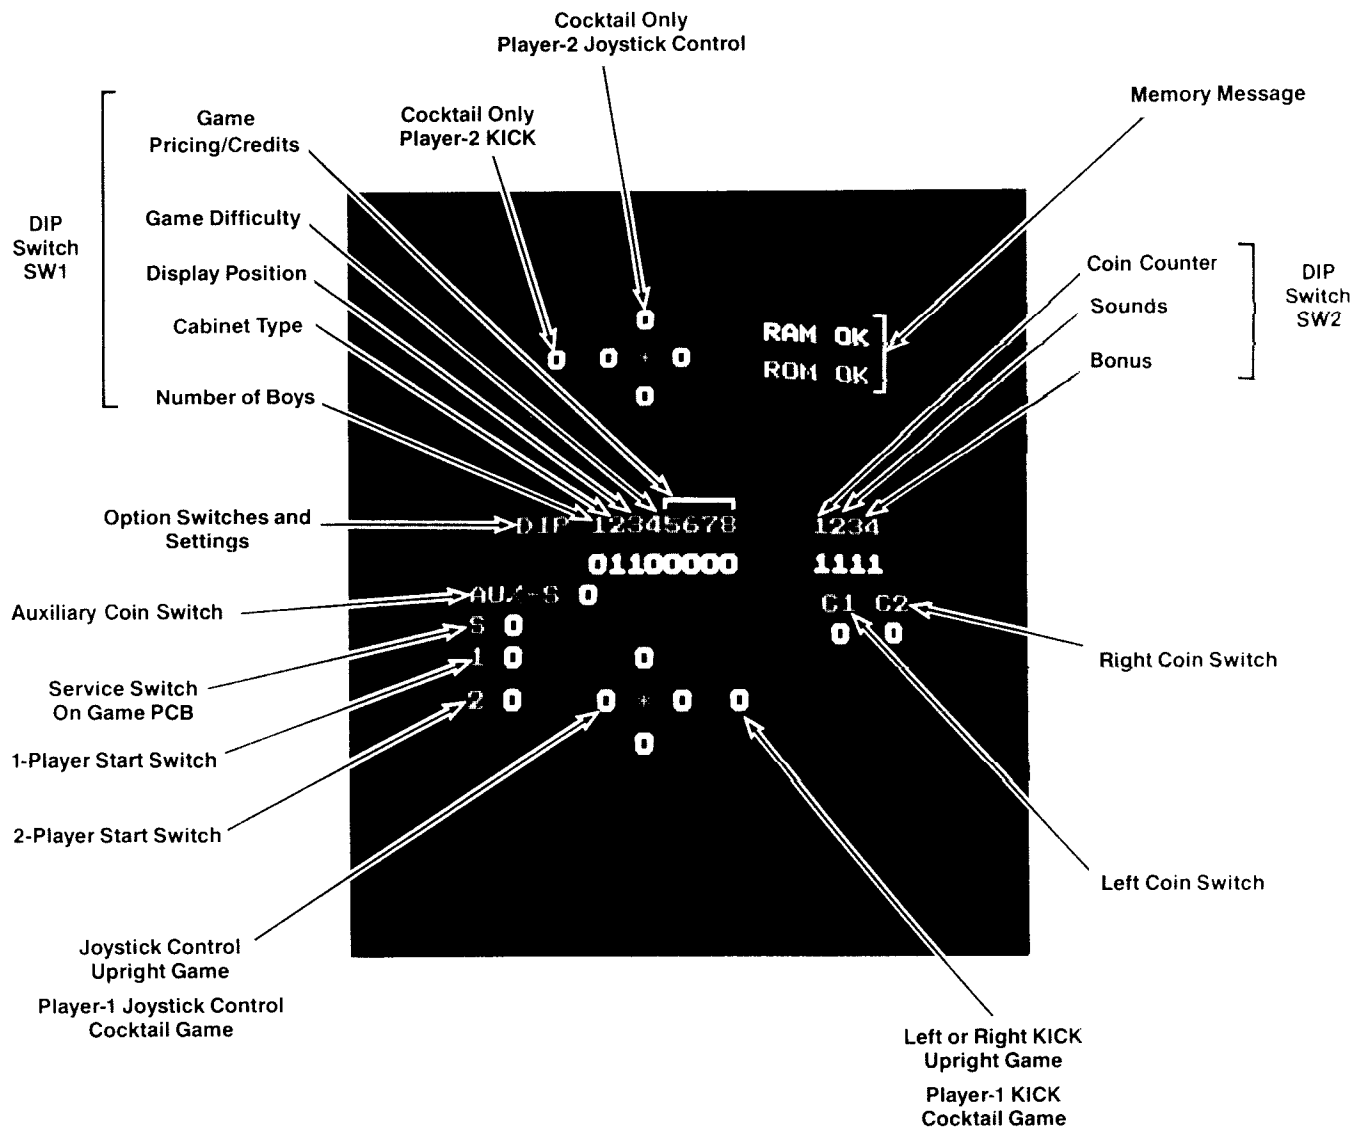 Cocktail Only
Player-2 Joystick Control
Memory Message
Game
Pricing/Credits
Cocktail Only
Player-2 KICK
DIP
Switch
SW1
Game Difficulty
Display Position
Cabinet Type
Number of Boys
Coin Counter
Sounds
Bonus
DIP
Switch
SW2
0
0 0 + 0
0
RAM OK
ROM OK
Option Switches and
Settings
DIP 12345678 1234
01100000 1111
Auxiliary Coin Switch
AUX-S 0
C1 C2
0 0
S 0
1 0
2 0
0
0 + 0 0
0
Right Coin Switch
Service Switch
On Game PCB
1-Player Start Switch
2-Player Start Switch
Left Coin Switch
Joystick Control
Upright Game
Player-1 Joystick Control
Cocktail Game
Left or Right KICK
Upright Game
Player-1 KICK
Cocktail Game